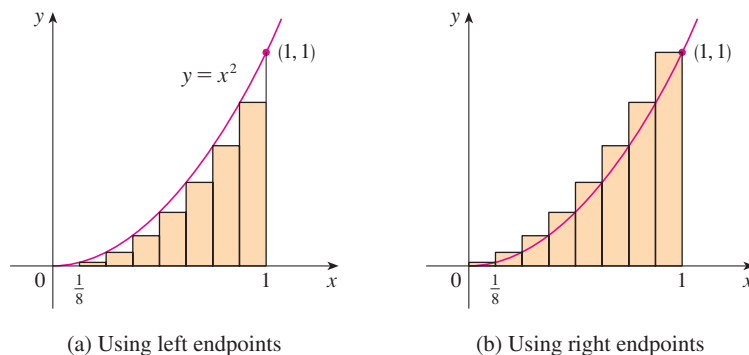 y
(1, 1)
y = x²
0
1/8
1
x
(a) Using left endpoints
y
(1, 1)
0
1/8
1
x
(b) Using right endpoints